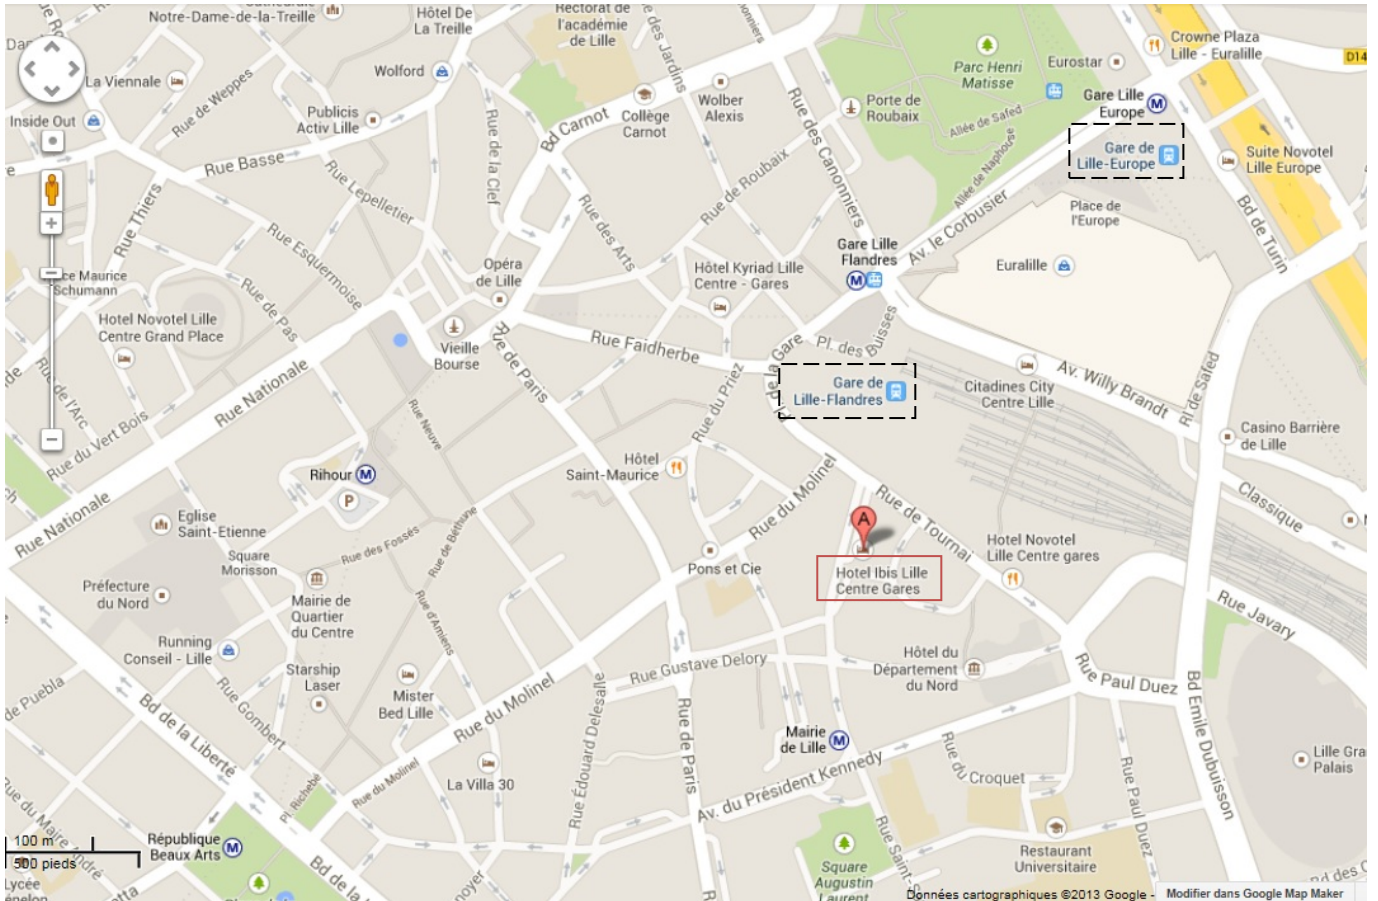 Notre-Dame-de-la-Treille
Hôtel De
La Treille
Rectorat de
l'académie
de Lille
Rue des Jardins
Crowne Plaza
Lille - Euralille
D14
Parc Henri
Matisse
Eurostar
Wolford
La Viennale
Rue de Weppes
Publicis
Activ Lille
Inside Out
Collège
Carnot
Wolber
Alexis
Porte de
Roubaix
Gare Lille
Europe
M
Allée de Safed
Bd Carnot
Rue des Canonniers
Rue de la Clef
Rue Basse
Rue Lepelletier
Rue de Roubaix
Allée de Naphouse
Gare de
Lille-Europe
Suite Novotel
Lille Europe
Place de
l'Europe
Bd de Turin
Rue Thiers
Rue Esquermoise
Rue des Arts
Av. le Corbusier
Gare Lille
Flandres
M
Euralille
Opéra
de Lille
Hôtel Kyriad Lille
Centre - Gares
ce Maurice
Schumann
Rue de Pas
Hotel Novotel Lille
Centre Grand Place
Vieille
Bourse
Rue de Paris
Rue Faidherbe
Pl. des Buisses
Gare de
Lille-Flandres
Citadines City
Centre Lille
Av. Willy Brandt
Rl de Safed
Rue de l'Arc
Rue Nationale
Rue du Priez
Rue Neuve
Rue du Vert Bois
Casino Barrière
de Lille
Hôtel
Saint-Maurice
Rihour M
P
Rue du Molinel
Rue de Tournai
Classique
Rue Nationale
Eglise
Saint-Etienne
Rue de Béthune
Rue des Fossés
A
Square
Morisson
Pons et Cie
Hotel Ibis Lille
Centre Gares
Hotel Novotel
Lille Centre gares
Préfecture
du Nord
Mairie de
Quartier
du Centre
Rue d'Amiens
Rue Javary
Running
Conseil - Lille
Starship
Laser
Rue Gustave Delory
Hôtel du
Département
du Nord
Rue Paul Duez
Bd Emile Dubuisson
de Puebla
Mister
Bed Lille
Rue du Molinel
Rue Gombert
Bd de la Liberté
Rue de Paris
Rue Édouard Delesalle
Mairie
de Lille M
Av. du Président Kennedy
Rue du Croquet
Lille Gra
Palais
La Villa 30
Rue du Molinel
Pl. Richebé
Rue Paul Duez
Rue du Maire André
République
Beaux Arts M
100 m
500 pieds
Restaurant
Universitaire
Square
Augustin
Laurent
Lycée
Bd de la
Données cartographiques ©2013 Google -
Modifier dans Google Map Maker